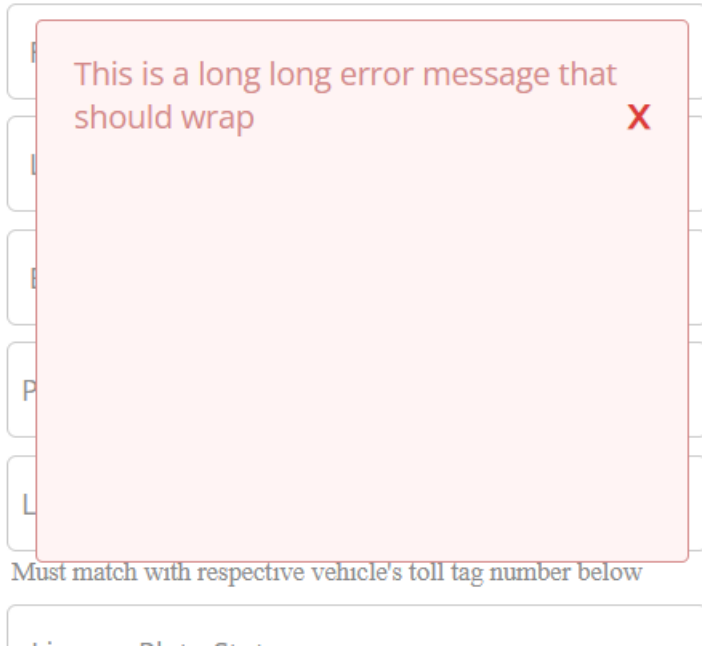 This is a long long error message that
should wrap X
Must match with respective vehicle's toll tag number below